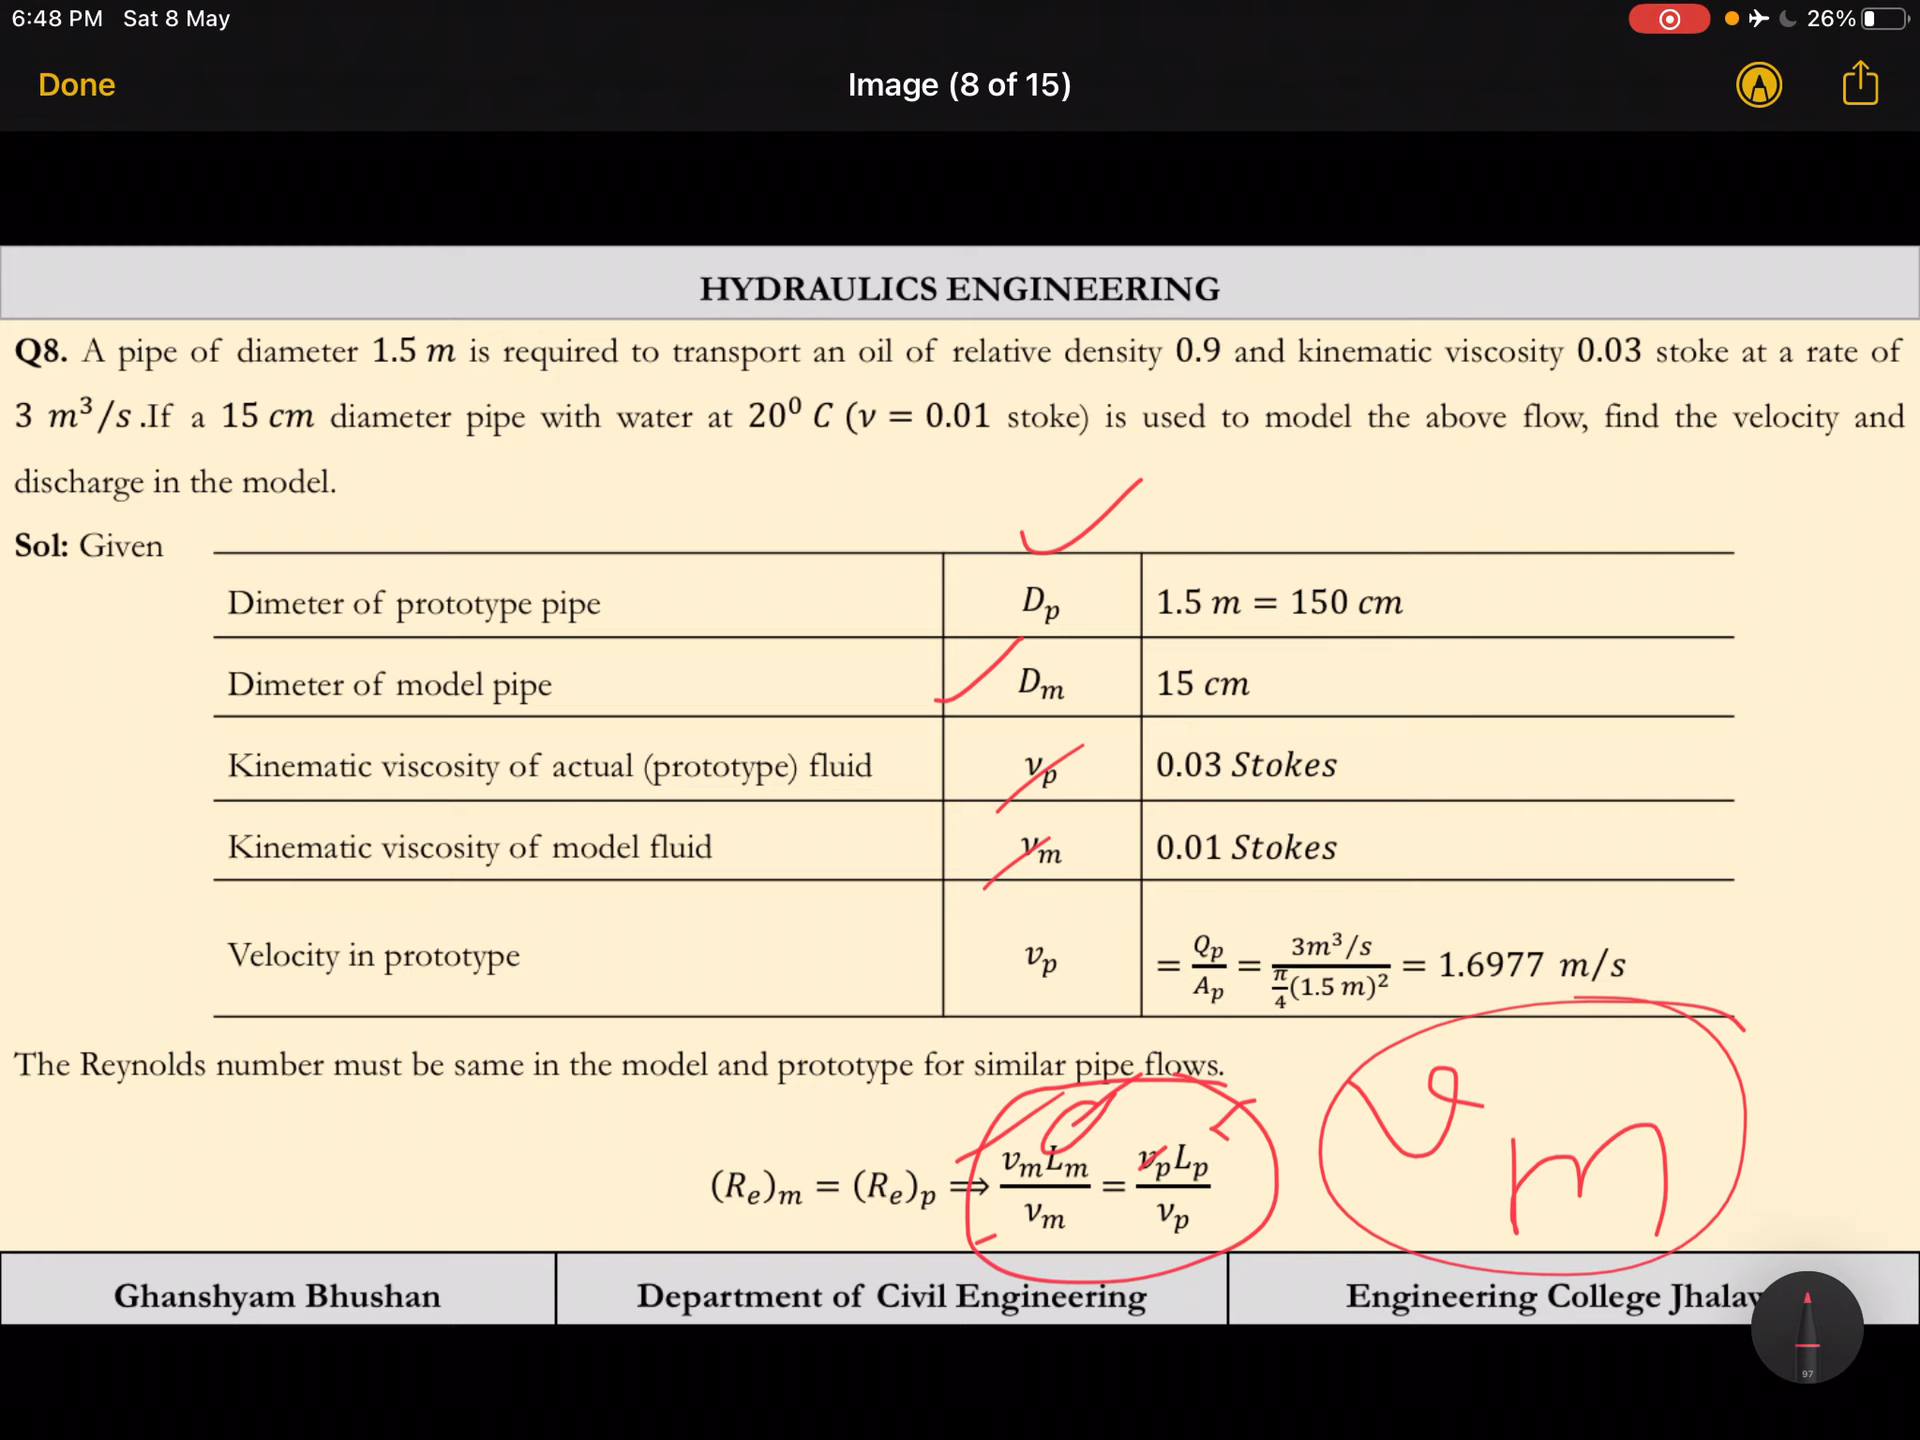 6:48 PM Sat 8 May
26%
Done
Image (8 of 15)
HYDRAULICS ENGINEERING
Q8. A pipe of diameter 1.5 m is required to transport an oil of relative density 0.9 and kinematic viscosity 0.03 stoke at a rate of
3 m³/s .If a 15 cm diameter pipe with water at 20⁰ C (ν = 0.01 stoke) is used to model the above flow, find the velocity and
discharge in the model.
Sol: Given
Dimeter of prototype pipe D_p 1.5 m = 150 cm
Dimeter of model pipe D_m 15 cm
Kinematic viscosity of actual (prototype) fluid ν_p 0.03 Stokes
Kinematic viscosity of model fluid ν_m 0.01 Stokes
Velocity in prototype v_p = Q_p/A_p = 3m³/s / π/4(1.5 m)² = 1.6977 m/s
The Reynolds number must be same in the model and prototype for similar pipe flows.
(R_e)_m = (R_e)_p ⟹ v_m L_m/ν_m = v_p L_p/ν_p
v m
Ghanshyam Bhushan Department of Civil Engineering Engineering College Jhalaw
97